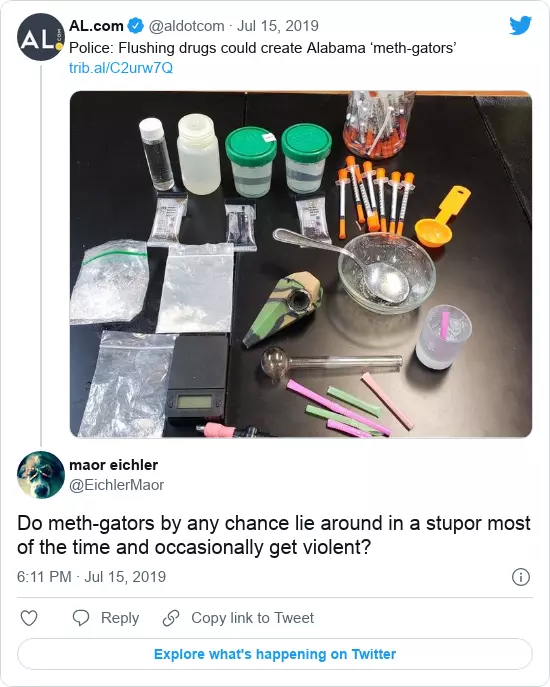 AL.com @aldotcom · Jul 15, 2019
Police: Flushing drugs could create Alabama ‘meth-gators’
trib.al/C2urw7Q
AL.com
maor eichler
@EichlerMaor
Do meth-gators by any chance lie around in a stupor most
of the time and occasionally get violent?
6:11 PM · Jul 15, 2019
Reply
Copy link to Tweet
Explore what's happening on Twitter